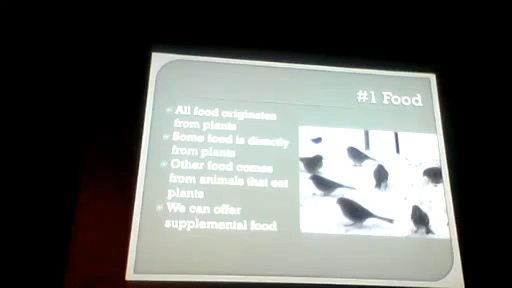 #1 Food
All food originates
from plants
Some food is directly
from plants
Other food comes
from animals that eat
plants
We can offer
supplemental food